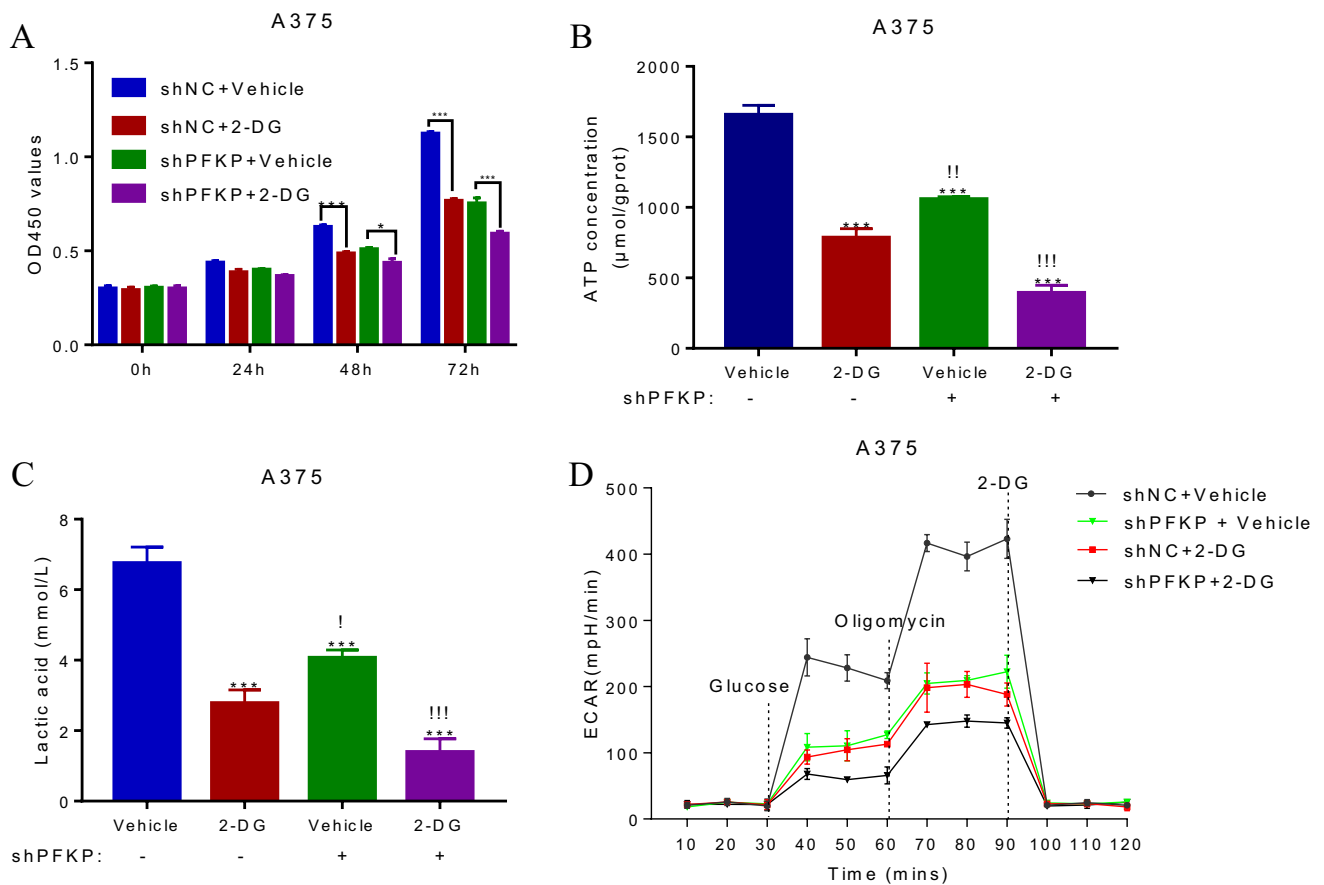 A
A375
OD450 values
1.5
1.0
0.5
0.0
shNC+Vehicle
shNC+2-DG
shPFKP+Vehicle
shPFKP+2-DG
***
*
***
***
0h 24h 48h 72h
B
A375
ATP concentration
(μmol/gprot)
2000
1500
1000
500
0
***
!!
***
!!!
***
Vehicle 2-DG Vehicle 2-DG
shPFKP: - - + +
C
A375
Lactic acid (mmol/L)
8
6
4
2
0
***
!
***
!!!
***
Vehicle 2-DG Vehicle 2-DG
shPFKP: - - + +
D
A375
ECAR(mpH/min)
500
400
300
200
100
0
Glucose
Oligomycin
2-DG
shNC+Vehicle
shPFKP + Vehicle
shNC+2-DG
shPFKP+2-DG
10 20 30 40 50 60 70 80 90 100 110 120
Time (mins)